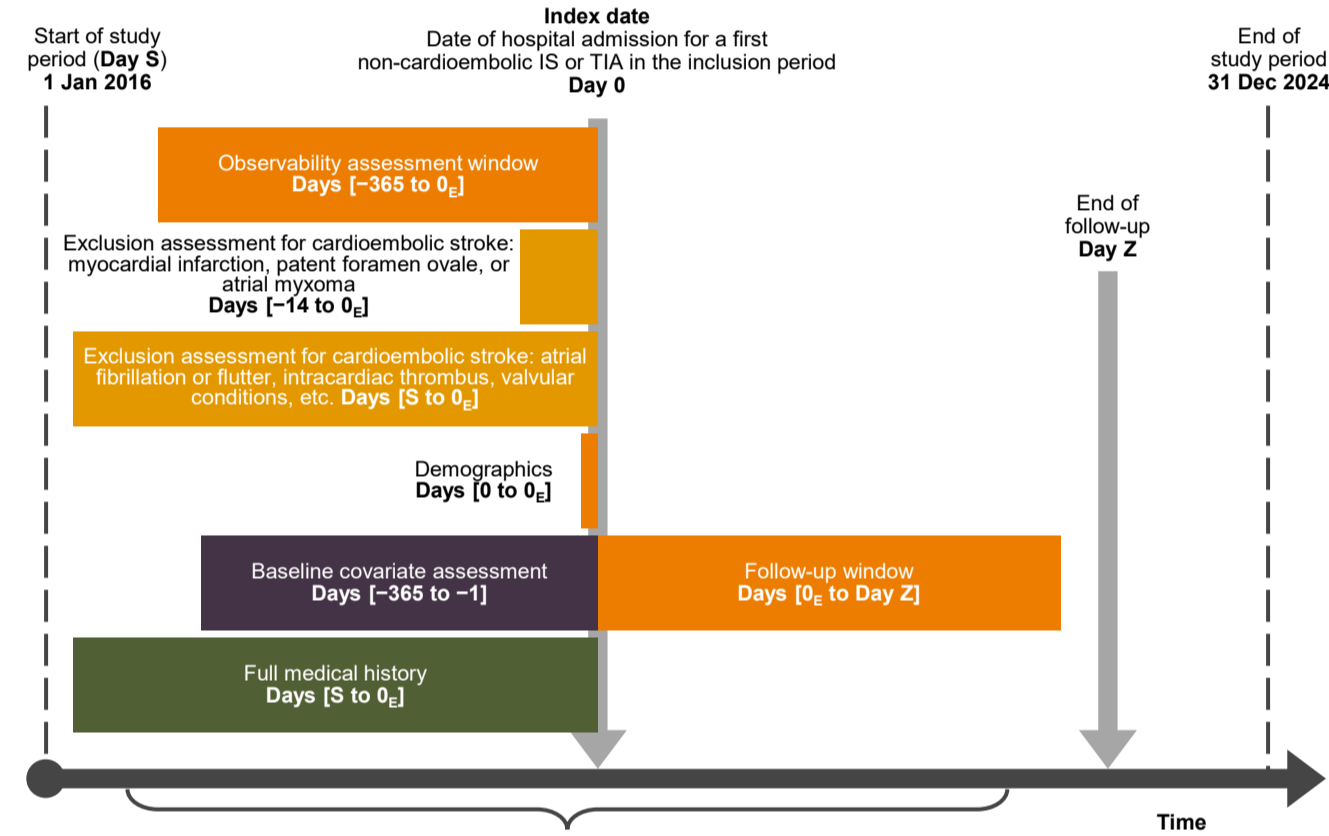 Start of study
period (Day S)
1 Jan 2016
Index date
Date of hospital admission for a first
non-cardioembolic IS or TIA in the inclusion period
Day 0
End of
study period
31 Dec 2024
Observability assessment window
Days [−365 to 0E]
End of
follow-up
Day Z
Exclusion assessment for cardioembolic stroke:
myocardial infarction, patent foramen ovale, or
atrial myxoma
Days [−14 to 0E]
Exclusion assessment for cardioembolic stroke: atrial
fibrillation or flutter, intracardiac thrombus, valvular
conditions, etc. Days [S to 0E]
Demographics
Days [0 to 0E]
Baseline covariate assessment
Days [−365 to −1]
Follow-up window
Days [0E to Day Z]
Full medical history
Days [S to 0E]
Time